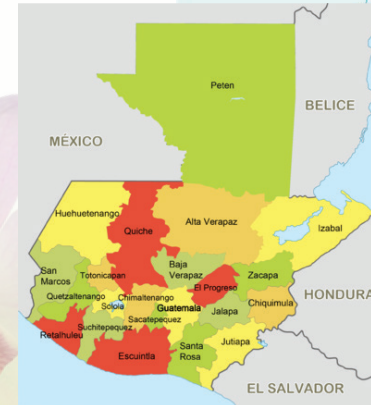 Peten
BELICE
MÉXICO
Huehuetenango
Alta Verapaz
Izabal
Quiche
Baja
Verapaz
San
Marcos
Totonicapan
Zacapa
El Progreso
HONDURA
Quetzaltenango
Chimaltenango
Solola
Guatemala
Chiquimula
Jalapa
Sacatepequez
Suchitepequez
Retalhuleu
Jutiapa
Santa
Rosa
Escuintla
EL SALVADOR